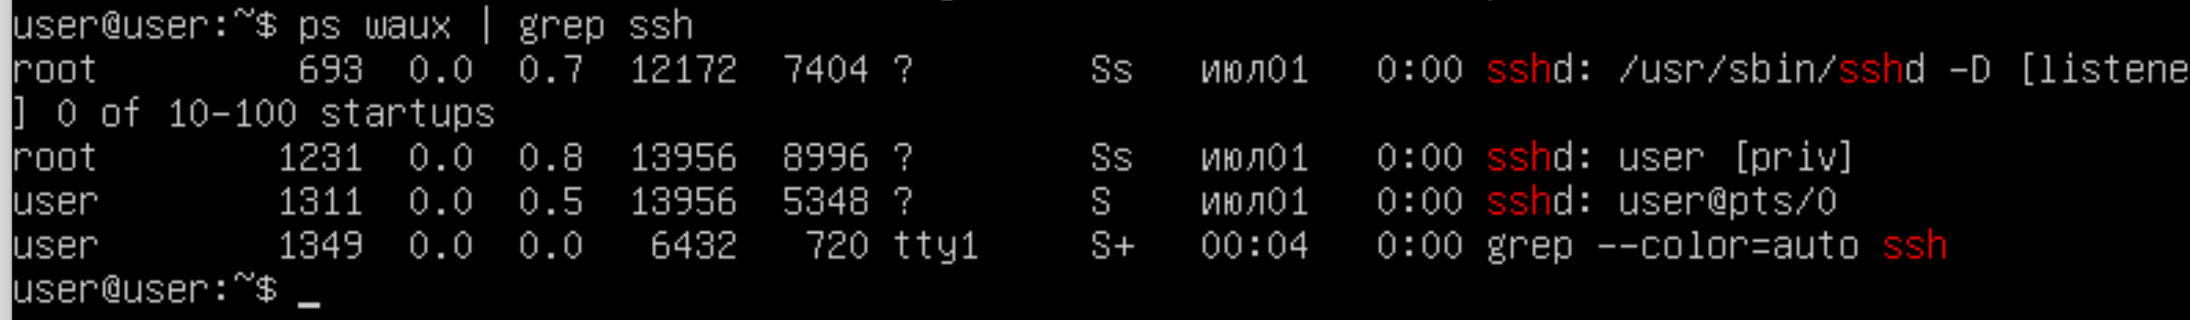 user@user:~$ ps waux | grep ssh
root         693  0.0  0.7  12172  7404 ?        Ss   июл01   0:00 sshd: /usr/sbin/sshd -D [listene
] 0 of 10-100 startups
root        1231  0.0  0.8  13956  8996 ?        Ss   июл01   0:00 sshd: user [priv]
user        1311  0.0  0.5  13956  5348 ?        S    июл01   0:00 sshd: user@pts/0
user        1349  0.0  0.0   6432   720 tty1     S+   00:04   0:00 grep --color=auto ssh
user@user:~$ _